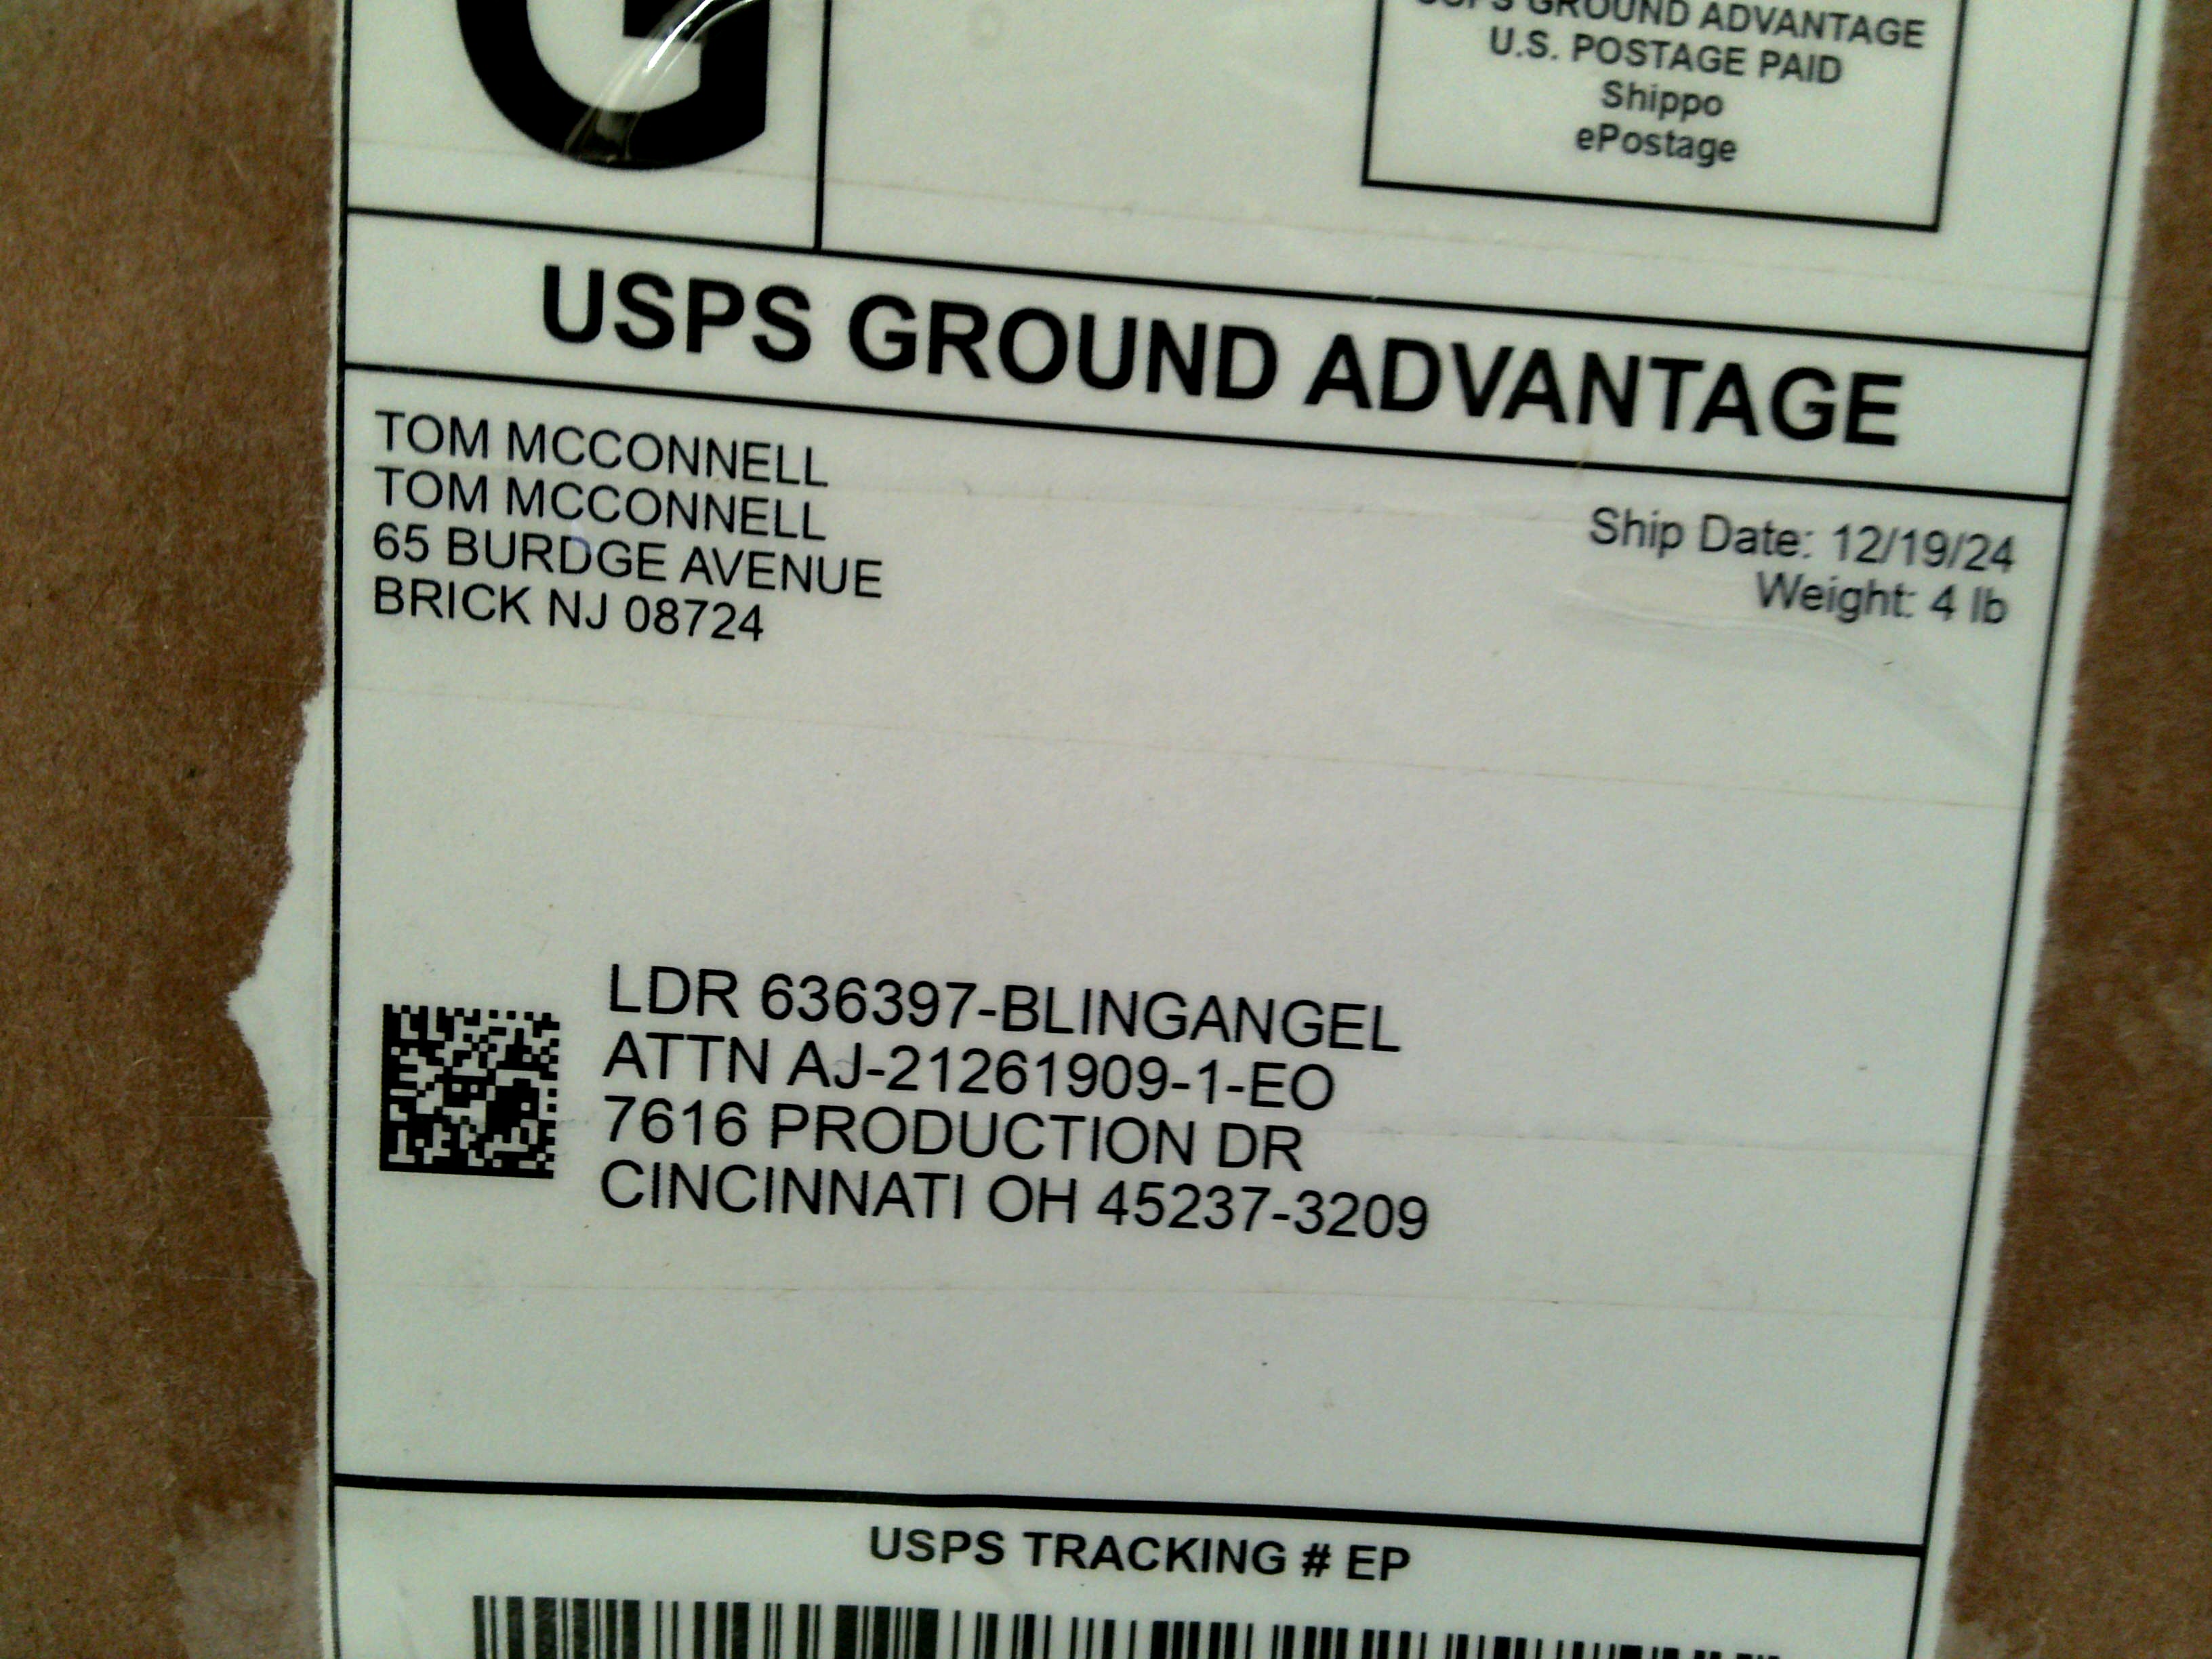 G
USPS GROUND ADVANTAGE
U.S. POSTAGE PAID
Shippo
ePostage
USPS GROUND ADVANTAGE
TOM MCCONNELL
TOM MCCONNELL
65 BURDGE AVENUE
BRICK NJ 08724
Ship Date: 12/19/24
Weight: 4 lb
LDR 636397-BLINGANGEL
ATTN AJ-21261909-1-EO
7616 PRODUCTION DR
CINCINNATI OH 45237-3209
USPS TRACKING # EP